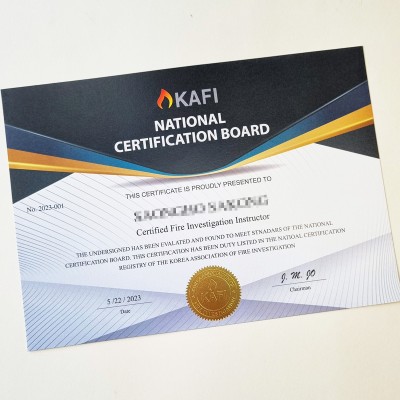 KAFI
NATIONAL
CERTIFICATION BOARD
THIS CERTIFICATE IS PROUDLY PRESENTED TO
No. 2023-001
Certified Fire Investigation Instructor
THE UNDERSIGNED HAS BEEN EVALATED AND FOUND TO MEET STNADARS OF THE NATIONAL
CERTIFICATION BOARD. THIS CERTIFICATION HAS BEEN DUTY LISTED IN THE NATIOAL CERTIFICATION
REGISTRY OF THE KOREA ASSOCIATION OF FIRE INVESTIGATION
5 /22 / 2023
Date
J. M. JO
Chairman